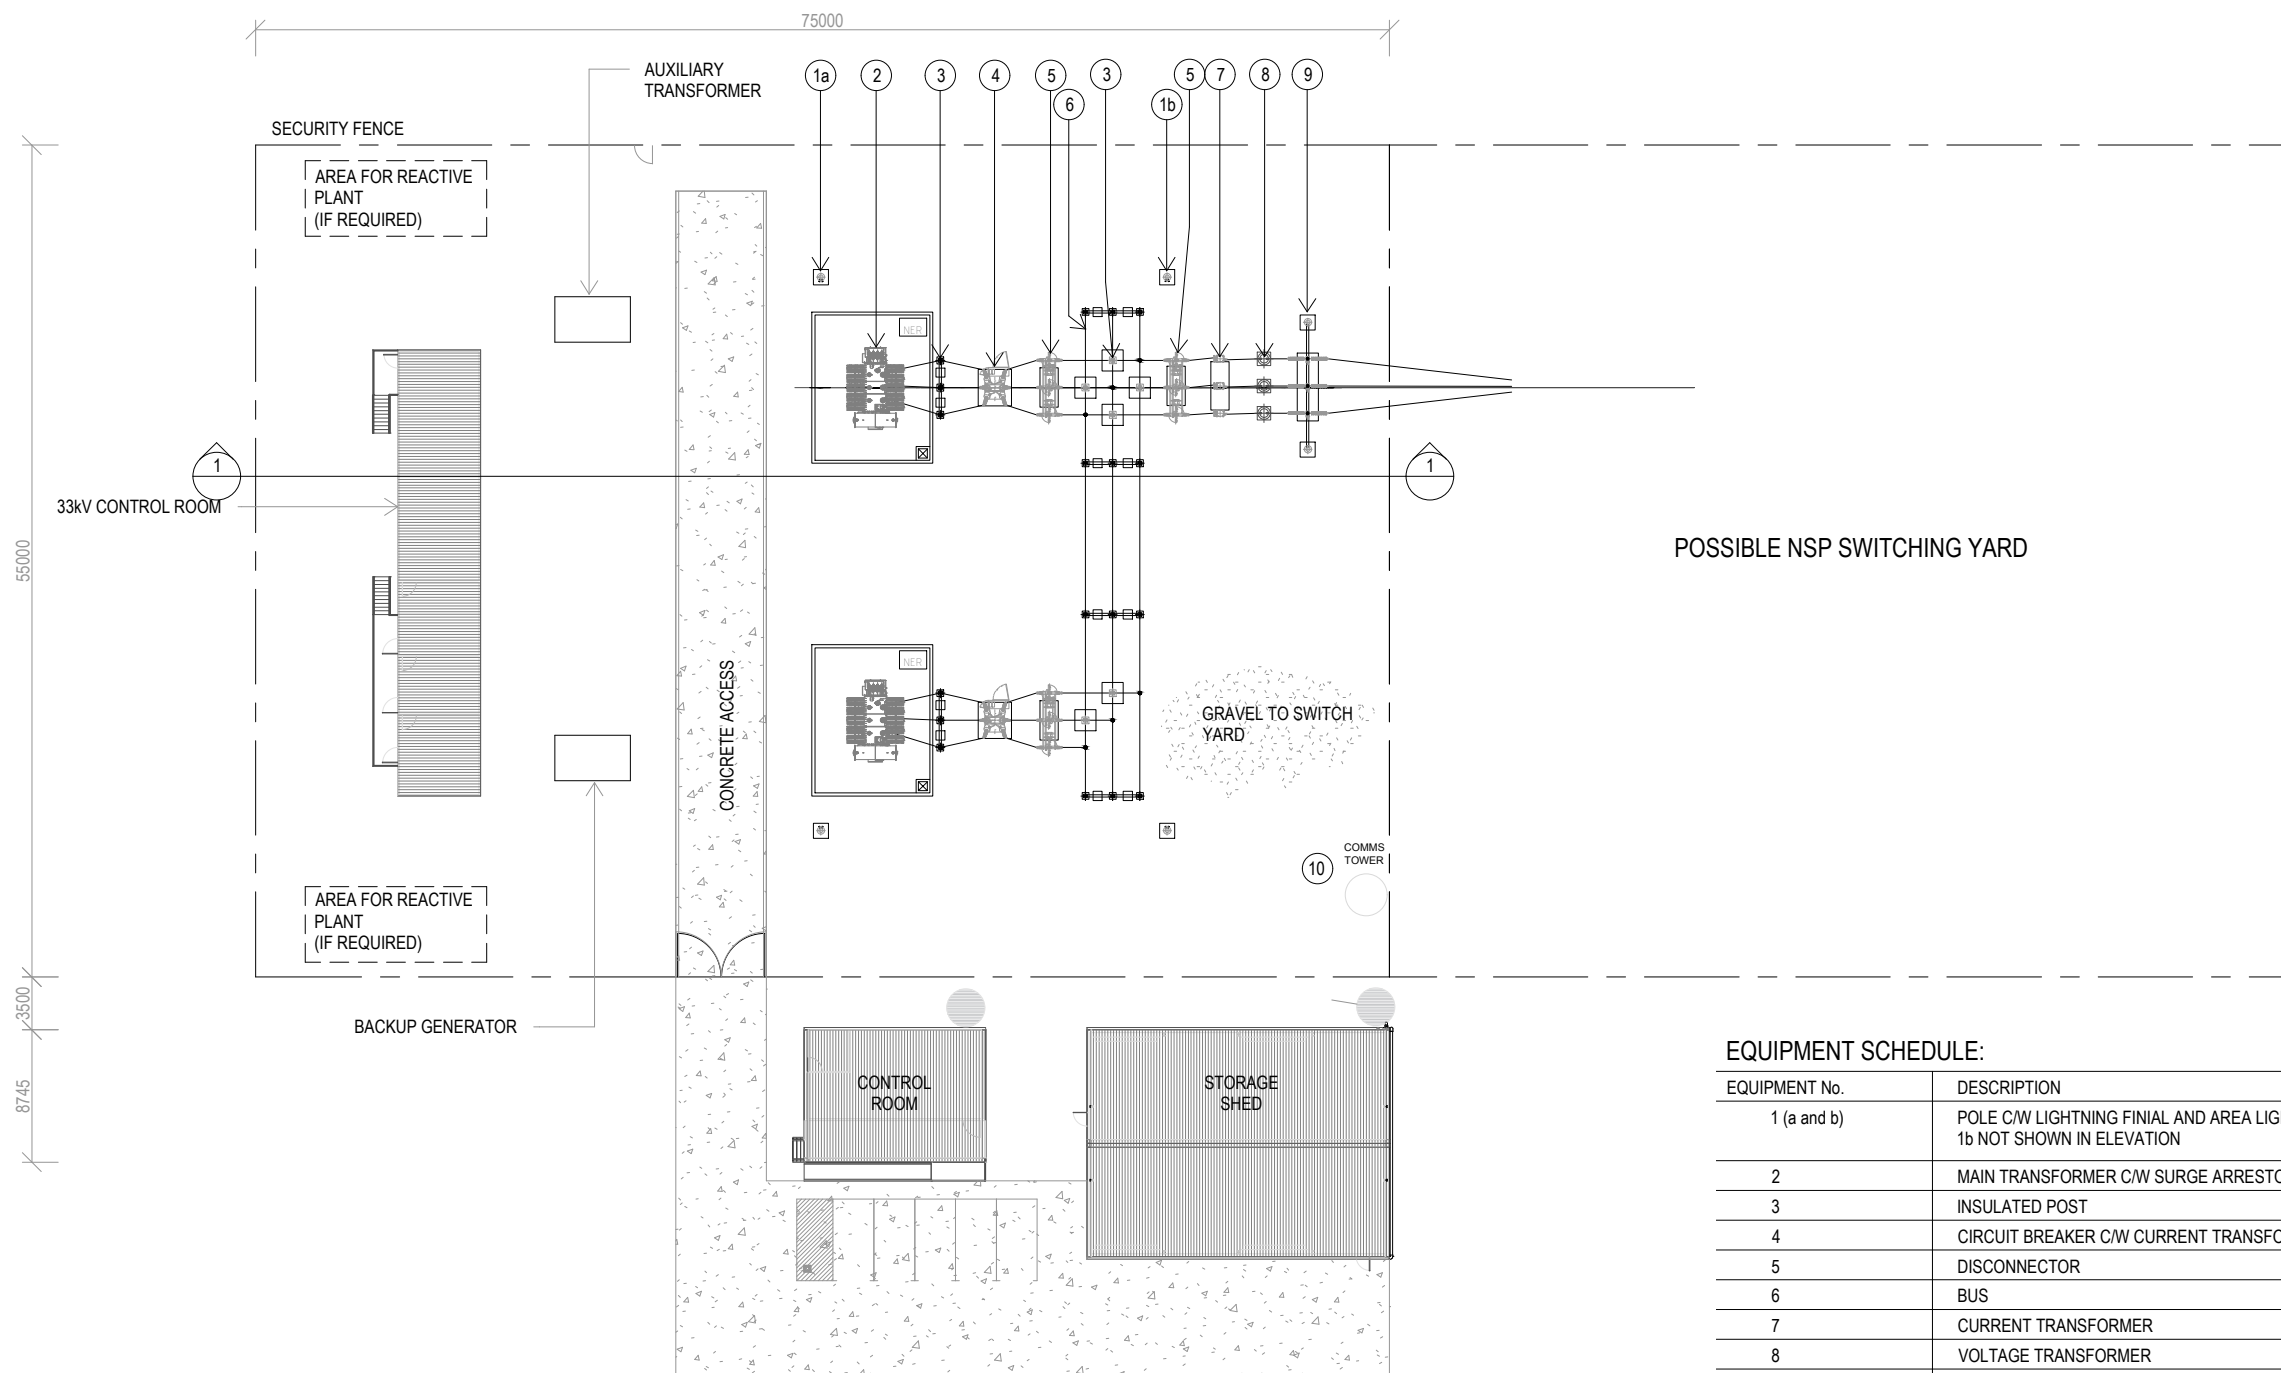 75000
AUXILIARY
TRANSFORMER
1a
2
3
4
5
6
3
1b
5
7
8
9
SECURITY FENCE
AREA FOR REACTIVE
PLANT
(IF REQUIRED)
NER
1
1
33kV CONTROL ROOM
55000
POSSIBLE NSP SWITCHING YARD
NER
CONCRETE ACCESS
GRAVEL TO SWITCH
YARD
COMMS
TOWER
10
AREA FOR REACTIVE
PLANT
(IF REQUIRED)
3500
BACKUP GENERATOR
8745
CONTROL
ROOM
STORAGE
SHED
EQUIPMENT SCHEDULE:
EQUIPMENT No. DESCRIPTION
1 (a and b) POLE C/W LIGHTNING FINIAL AND AREA LIG
1b NOT SHOWN IN ELEVATION
2 MAIN TRANSFORMER C/W SURGE ARRESTO
3 INSULATED POST
4 CIRCUIT BREAKER C/W CURRENT TRANSFO
5 DISCONNECTOR
6 BUS
7 CURRENT TRANSFORMER
8 VOLTAGE TRANSFORMER